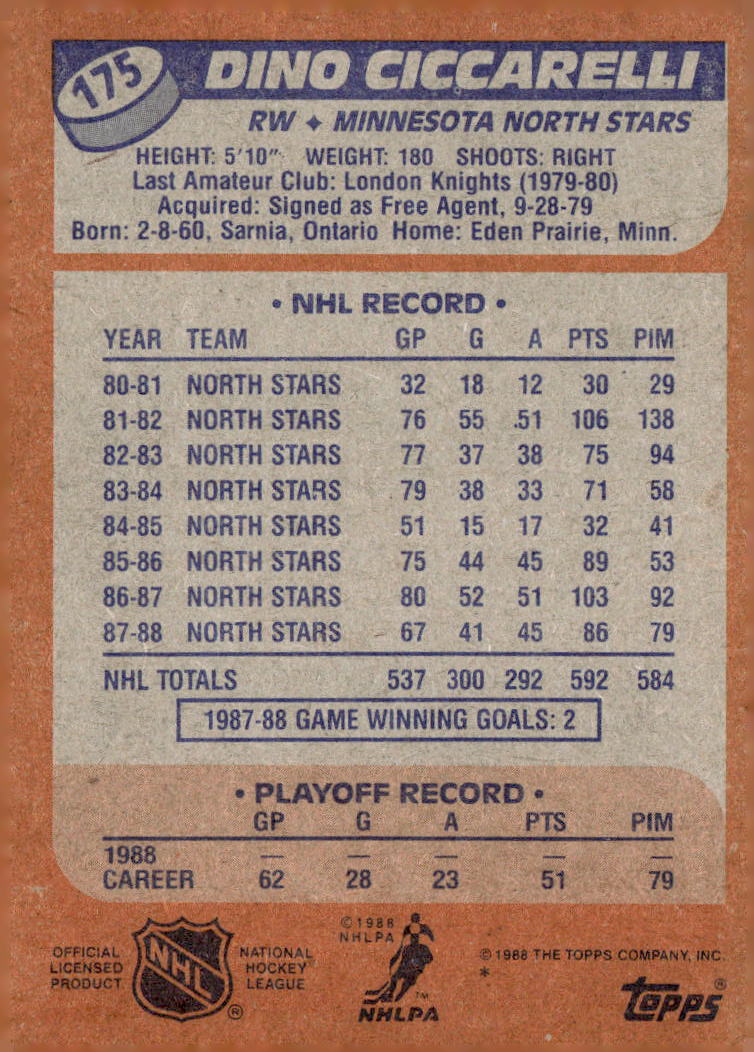 175
DINO CICCARELLI
RW ✦ MINNESOTA NORTH STARS
HEIGHT: 5'10" WEIGHT: 180 SHOOTS: RIGHT
Last Amateur Club: London Knights (1979-80)
Acquired: Signed as Free Agent, 9-28-79
Born: 2-8-60, Sarnia, Ontario Home: Eden Prairie, Minn.
• NHL RECORD •
YEAR TEAM GP G A PTS PIM
80-81 NORTH STARS 32 18 12 30 29
81-82 NORTH STARS 76 55 51 106 138
82-83 NORTH STARS 77 37 38 75 94
83-84 NORTH STARS 79 38 33 71 58
84-85 NORTH STARS 51 15 17 32 41
85-86 NORTH STARS 75 44 45 89 53
86-87 NORTH STARS 80 52 51 103 92
87-88 NORTH STARS 67 41 45 86 79
NHL TOTALS 537 300 292 592 584
1987-88 GAME WINNING GOALS: 2
• PLAYOFF RECORD •
GP G A PTS PIM
1988 — — — — —
CAREER 62 28 23 51 79
OFFICIAL
LICENSED
PRODUCT
NHL
®
NATIONAL
HOCKEY
LEAGUE
© 1988
NHLPA
™
NHLPA
© 1988 THE TOPPS COMPANY, INC.
*
Topps®